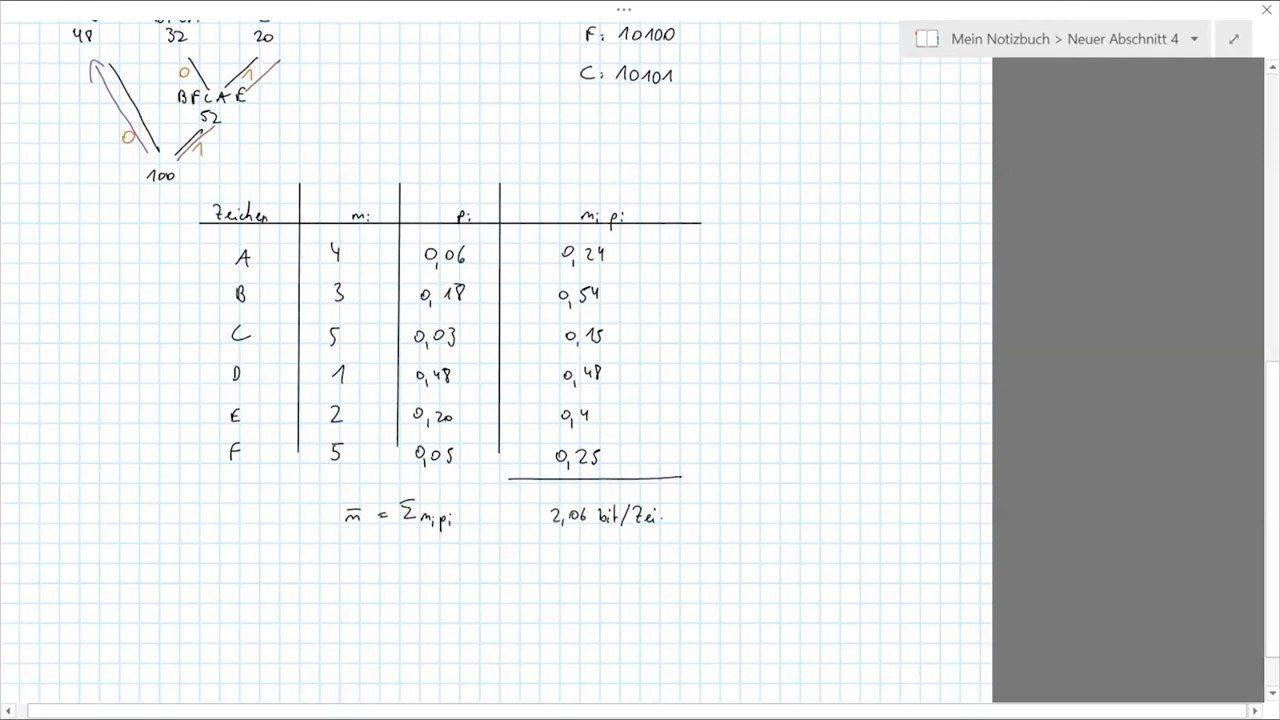 48 32 20
F: 10100
Mein Notizbuch > Neuer Abschnitt 4
0 1
C: 10101
B F C A E
52
0 1
100
Zeichen mi pi mi pi
A 4 0,06 0,24
B 3 0,18 0,54
C 5 0,03 0,15
D 1 0,48 0,48
E 2 0,20 0,4
F 5 0,05 0,25
m̅ = Σ mi pi 2,06 bit/Zei.